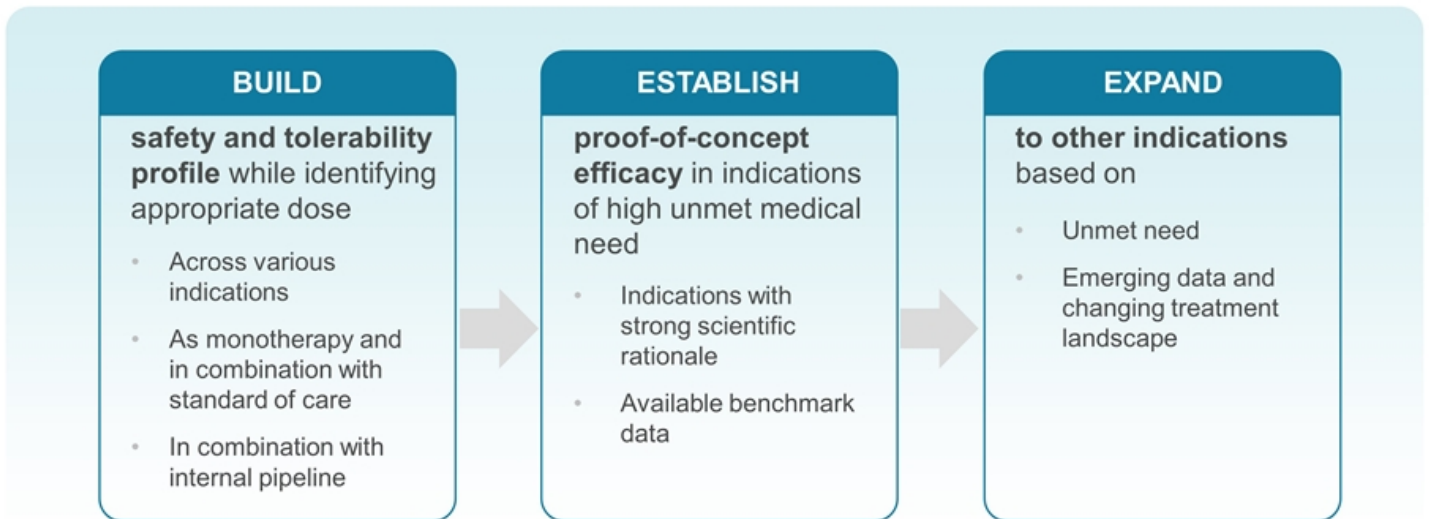 BUILD
safety and tolerability
profile while identifying
appropriate dose
• Across various
indications
• As monotherapy and
in combination with
standard of care
• In combination with
internal pipeline
ESTABLISH
proof-of-concept
efficacy in indications
of high unmet medical
need
• Indications with
strong scientific
rationale
• Available benchmark
data
EXPAND
to other indications
based on
• Unmet need
• Emerging data and
changing treatment
landscape